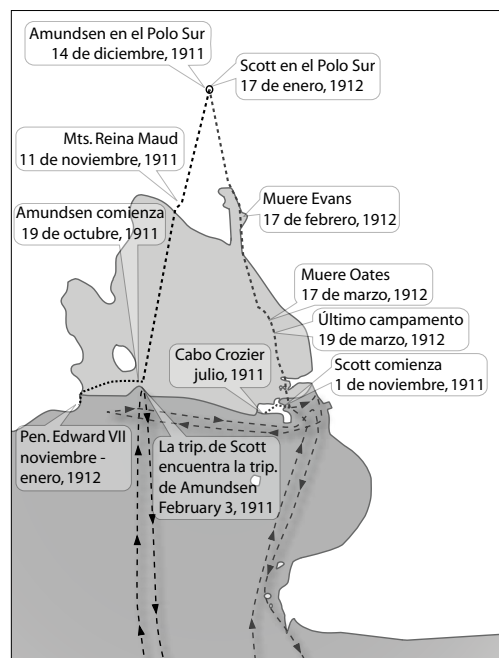 Amundsen en el Polo Sur
14 de diciembre, 1911
Scott en el Polo Sur
17 de enero, 1912
Mts. Reina Maud
11 de noviembre, 1911
Amundsen comienza
19 de octubre, 1911
Muere Evans
17 de febrero, 1912
Muere Oates
17 de marzo, 1912
Último campamento
19 de marzo, 1912
Cabo Crozier
julio, 1911
Scott comienza
1 de noviembre, 1911
Pen. Edward VII
noviembre -
enero, 1912
La trip. de Scott
encuentra la trip.
de Amundsen
February 3, 1911